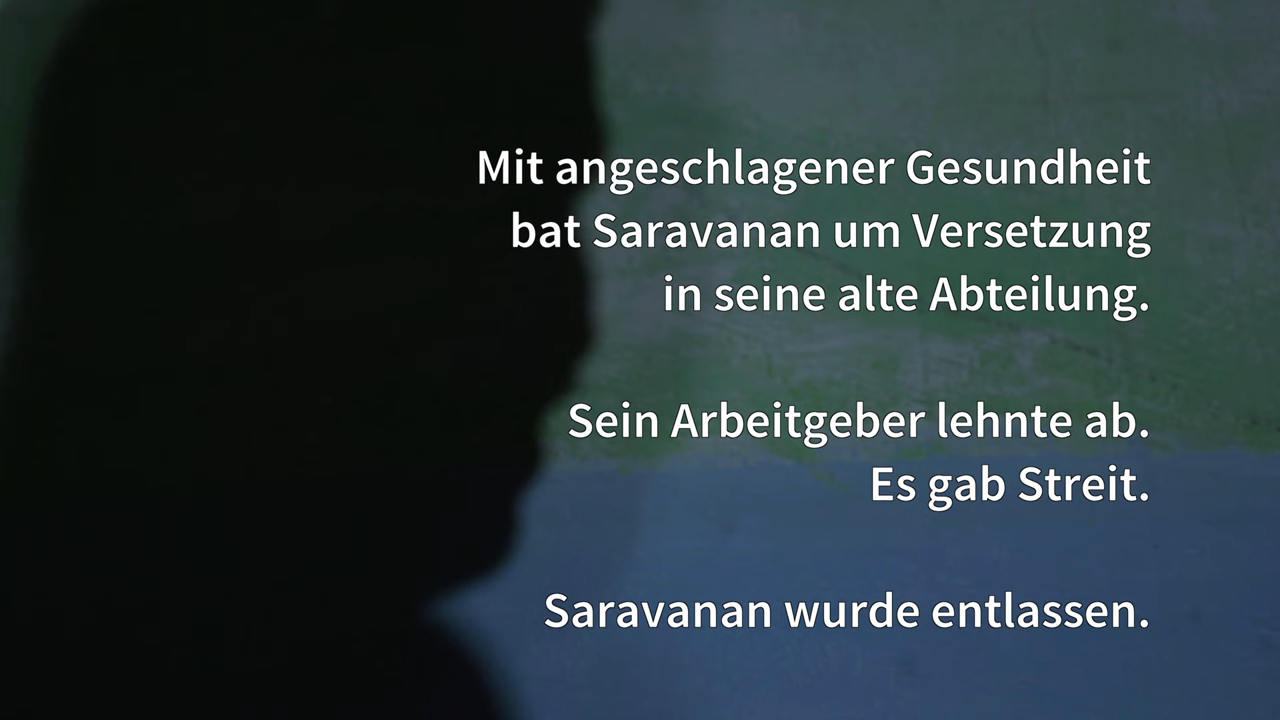 Mit angeschlagener Gesundheit
bat Saravanan um Versetzung
in seine alte Abteilung.
Sein Arbeitgeber lehnte ab.
Es gab Streit.
Saravanan wurde entlassen.